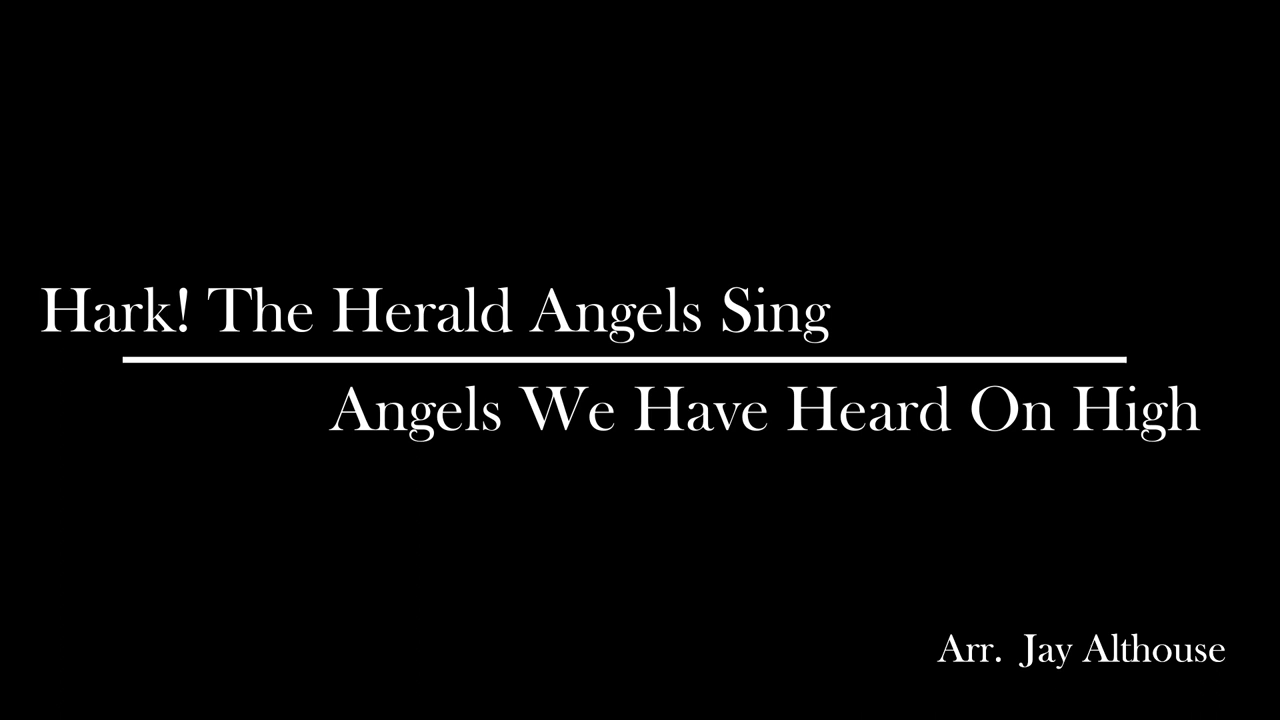 Hark! The Herald Angels Sing
Angels We Have Heard On High
Arr. Jay Althouse